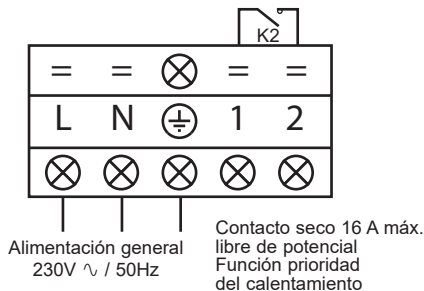 K2
= = = =
L N 1 2
Alimentación general
230V ∿ / 50Hz
Contacto seco 16 A máx.
libre de potencial
Función prioridad
del calentamiento